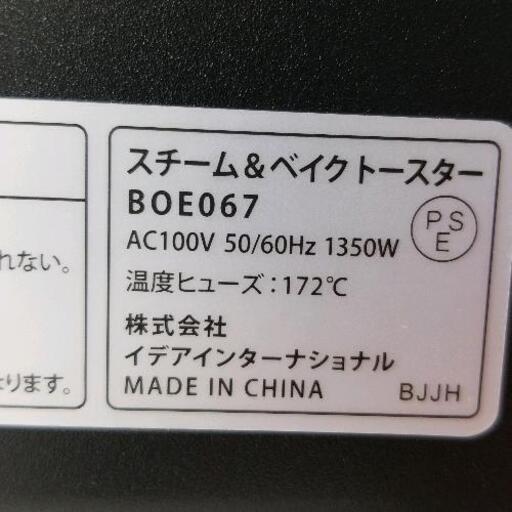 れない。
ります。
スチーム&ベイクトースター
BOE067
AC100V 50/60Hz 1350W
PSE
温度ヒューズ:172℃
株式会社
イデアインターナショナル
MADE IN CHINA
BJJH